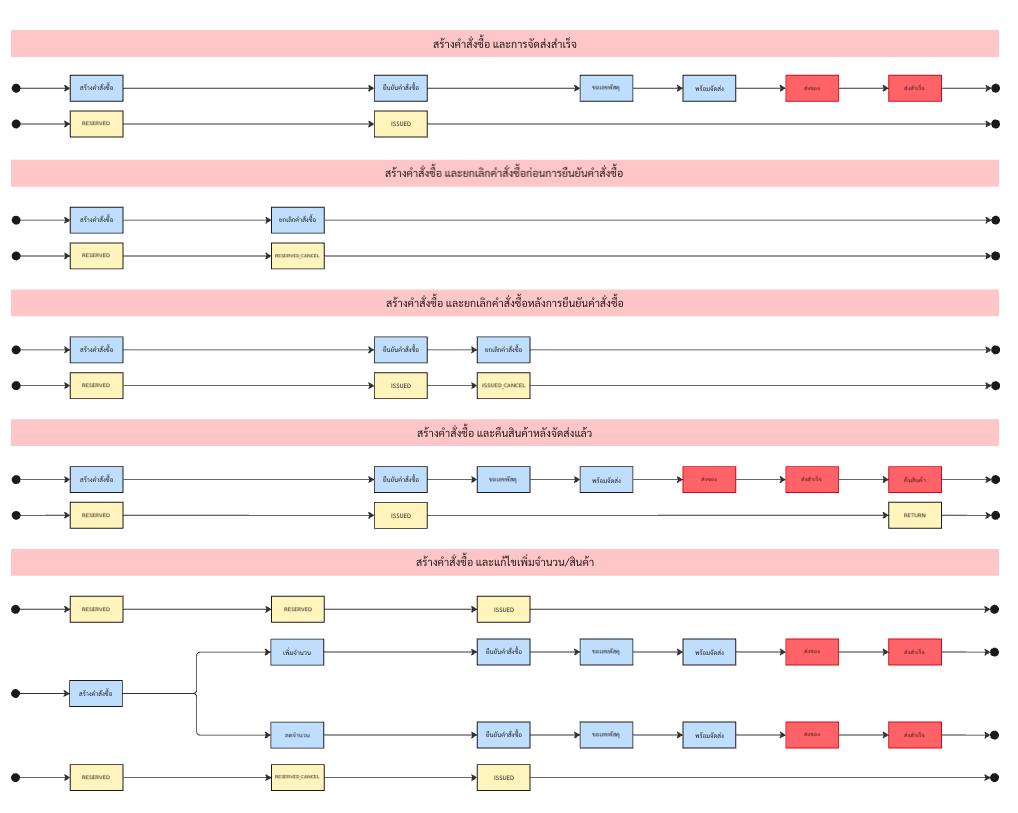 สร้างคำสั่งซื้อ และการจัดส่งสำเร็จ
สร้างคำสั่งซื้อ ยืนยันคำสั่งซื้อ ขอเลขพัสดุ พร้อมจัดส่ง ส่งของ ส่งสำเร็จ
RESERVED ISSUED
สร้างคำสั่งซื้อ และยกเลิกคำสั่งซื้อก่อนการยืนยันคำสั่งซื้อ
สร้างคำสั่งซื้อ ยกเลิกคำสั่งซื้อ
RESERVED RESERVED_CANCEL
สร้างคำสั่งซื้อ และยกเลิกคำสั่งซื้อหลังการยืนยันคำสั่งซื้อ
สร้างคำสั่งซื้อ ยืนยันคำสั่งซื้อ ยกเลิกคำสั่งซื้อ
RESERVED ISSUED ISSUED_CANCEL
สร้างคำสั่งซื้อ และคืนสินค้าหลังจัดส่งแล้ว
สร้างคำสั่งซื้อ ยืนยันคำสั่งซื้อ ขอเลขพัสดุ พร้อมจัดส่ง ส่งของ ส่งสำเร็จ คืนสินค้า
RESERVED ISSUED RETURN
สร้างคำสั่งซื้อ และแก้ไขเพิ่มจำนวน/สินค้า
RESERVED RESERVED ISSUED
เพิ่มจำนวน ยืนยันคำสั่งซื้อ ขอเลขพัสดุ พร้อมจัดส่ง ส่งของ ส่งสำเร็จ
สร้างคำสั่งซื้อ
ลดจำนวน ยืนยันคำสั่งซื้อ ขอเลขพัสดุ พร้อมจัดส่ง ส่งของ ส่งสำเร็จ
RESERVED RESERVED_CANCEL ISSUED